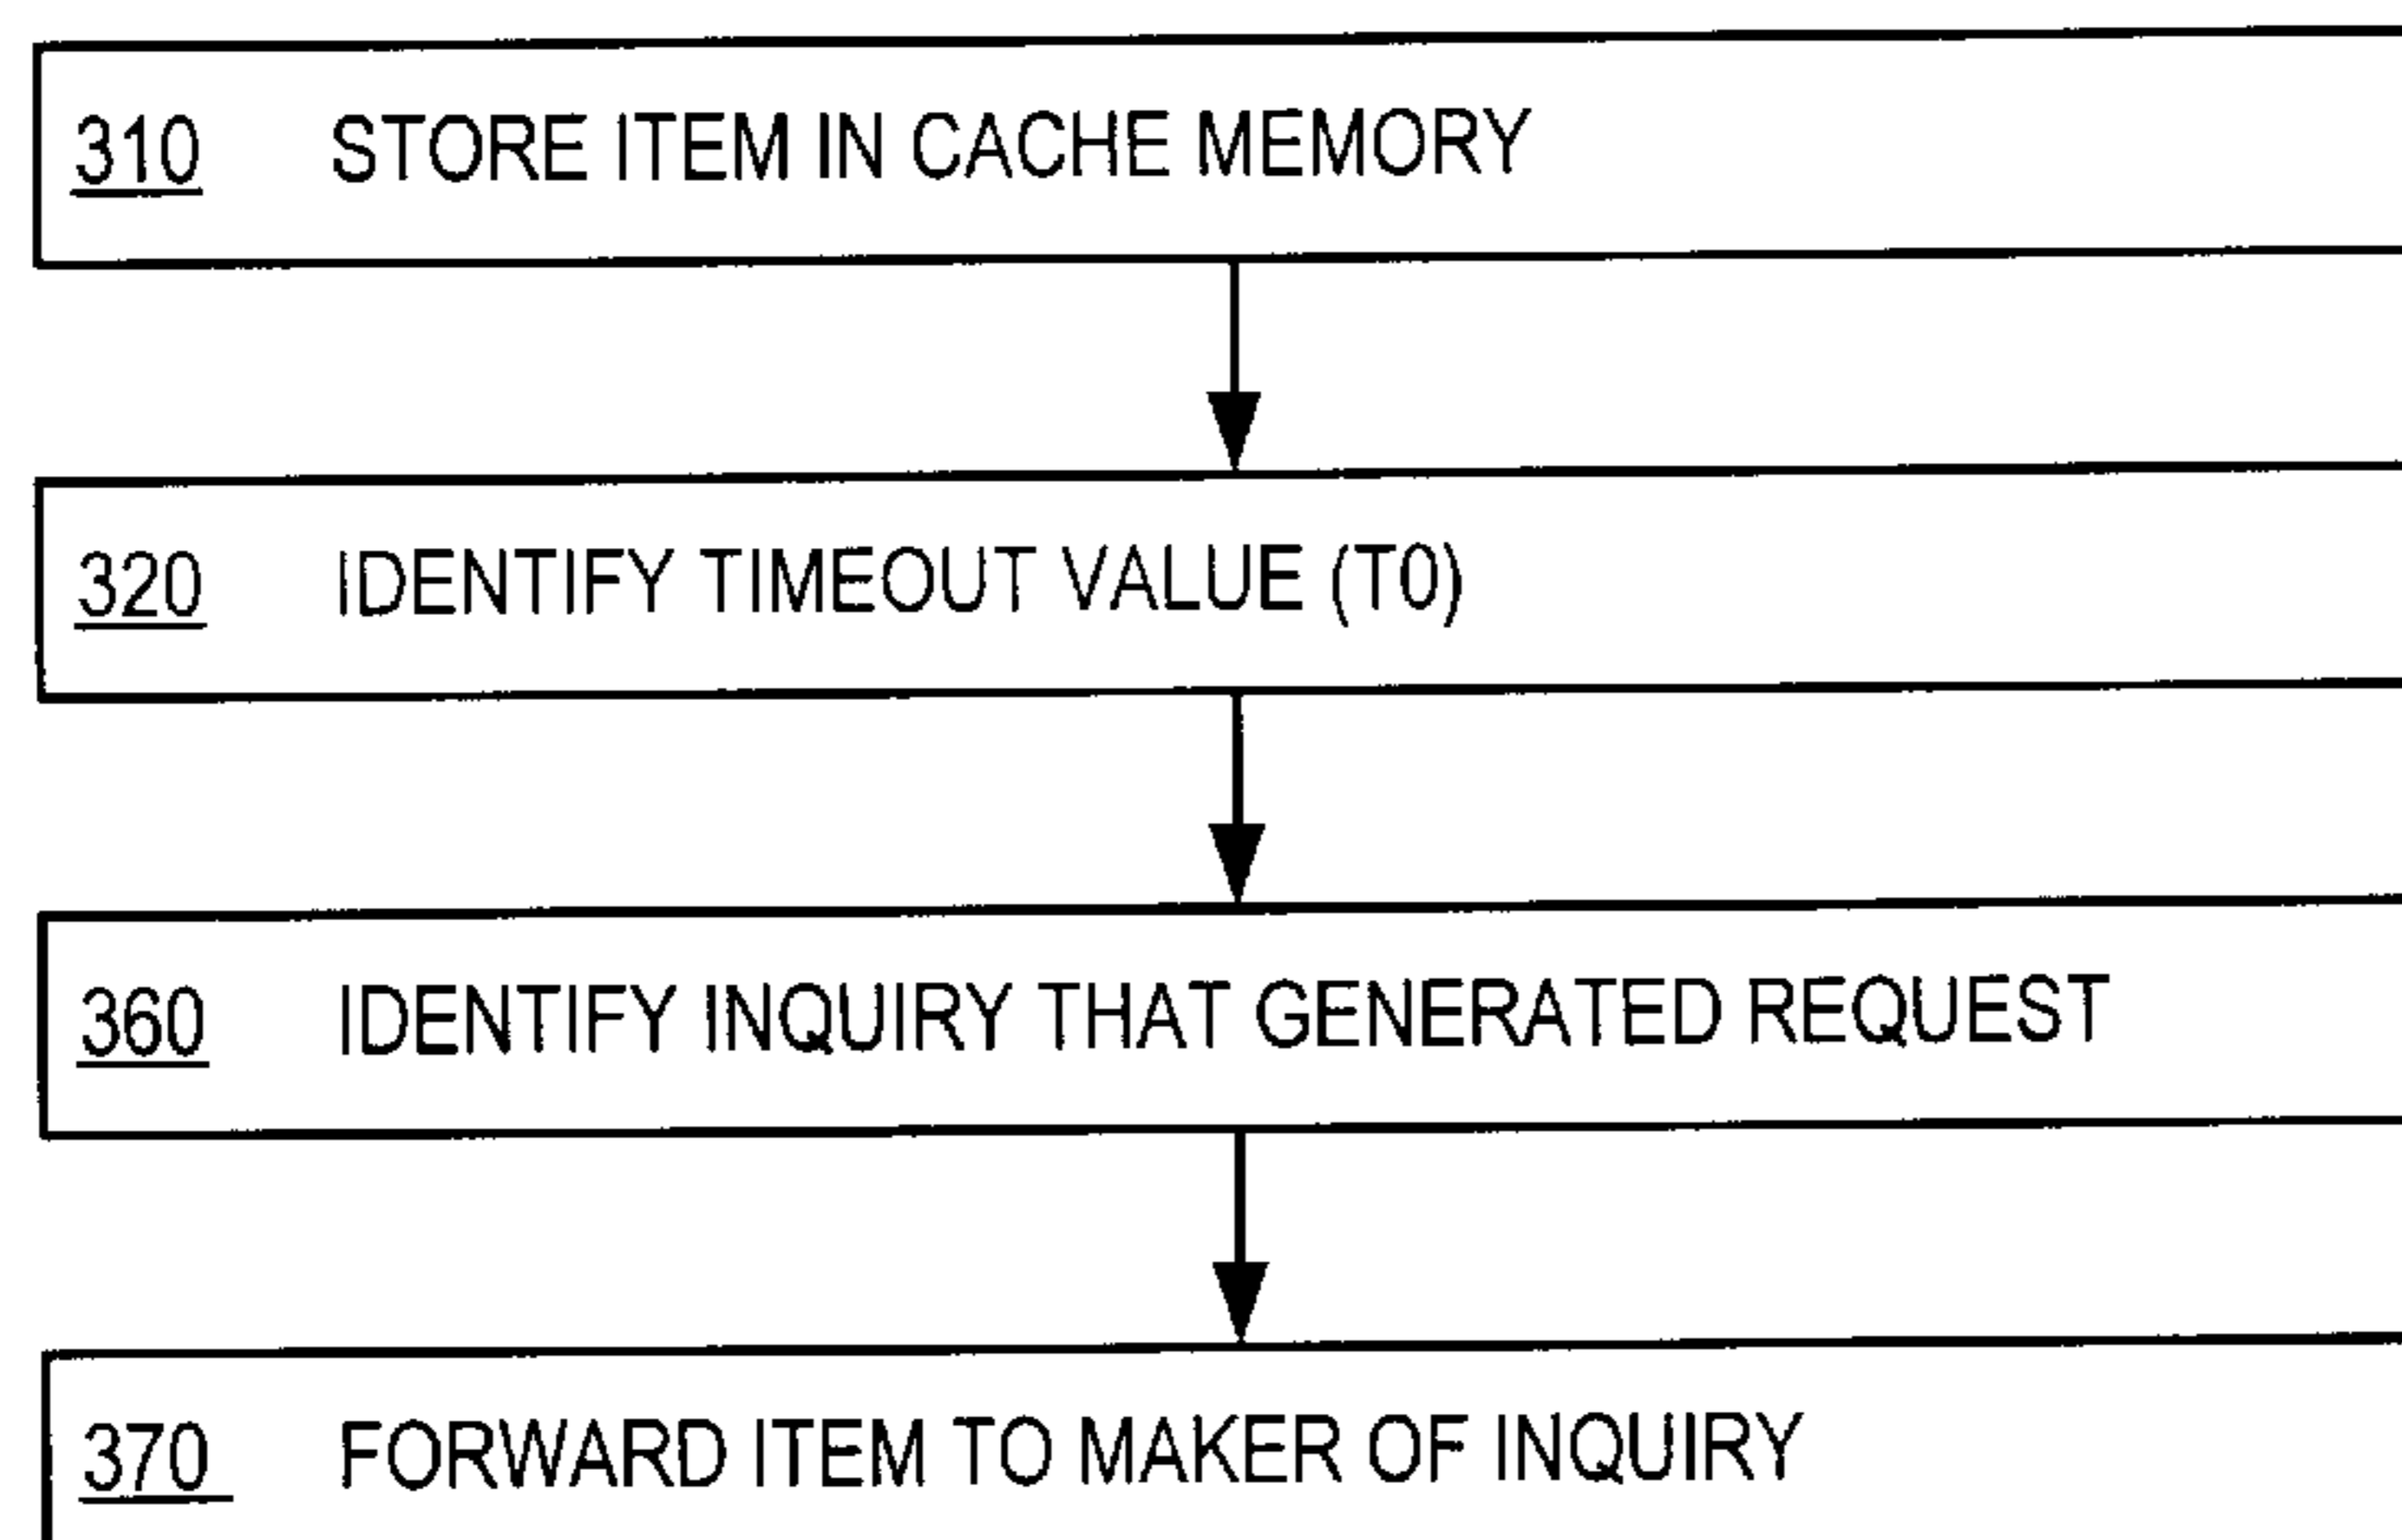 310 STORE ITEM IN CACHE MEMORY
320 IDENTIFY TIMEOUT VALUE (T0)
360 IDENTIFY INQUIRY THAT GENERATED REQUEST
370 FORWARD ITEM TO MAKER OF INQUIRY